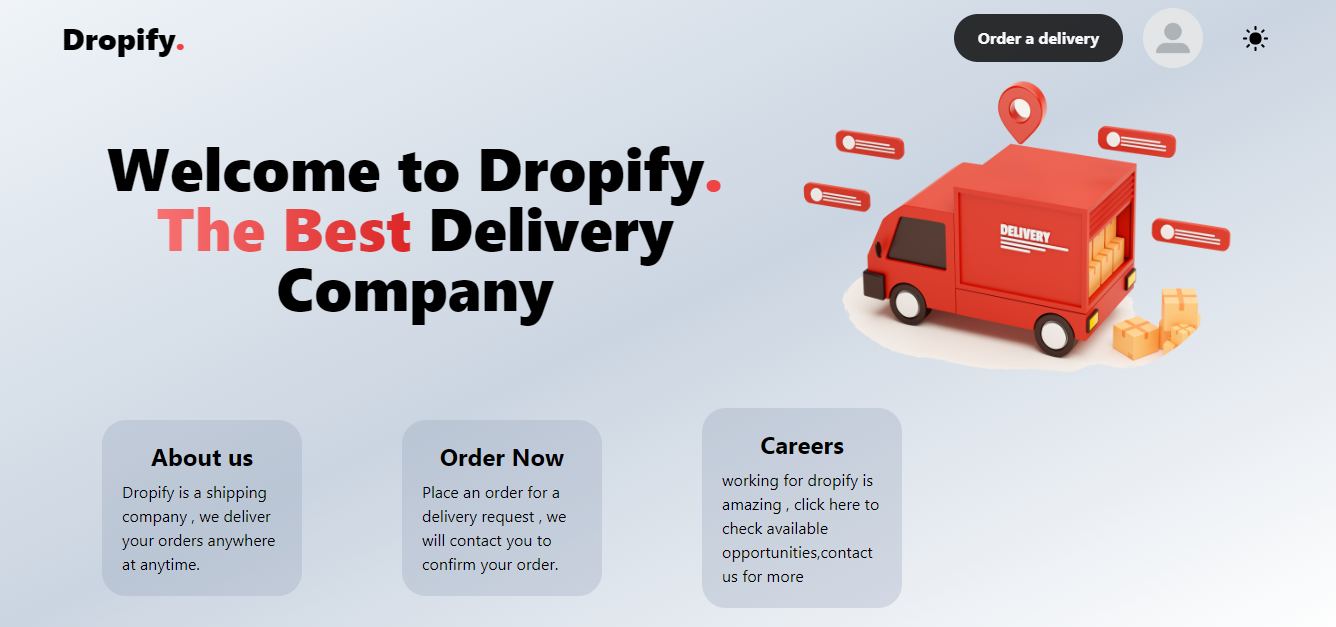 Dropify.
Order a delivery
Welcome to Dropify.
The Best Delivery
Company
DELIVERY
About us
Dropify is a shipping
company , we deliver
your orders anywhere
at anytime.
Order Now
Place an order for a
delivery request , we
will contact you to
confirm your order.
Careers
working for dropify is
amazing , click here to
check available
opportunities,contact
us for more